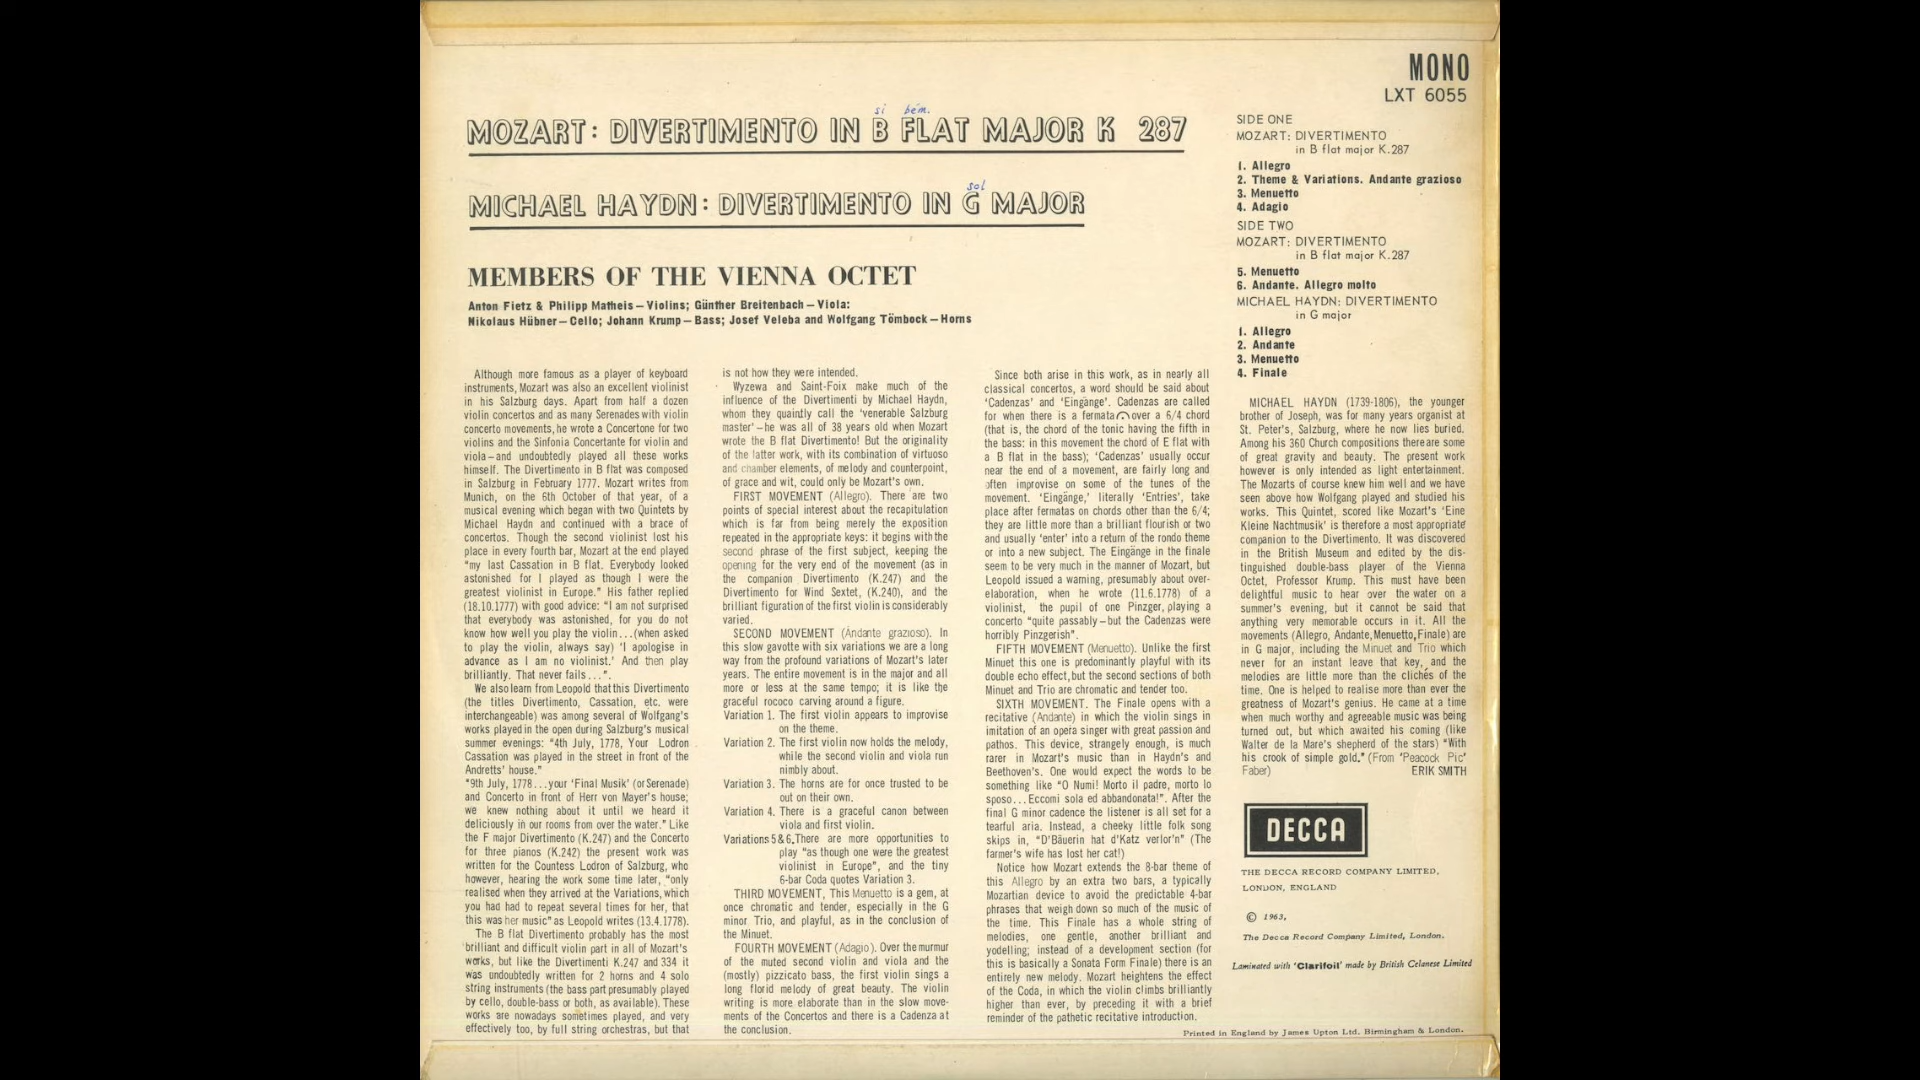 MONO
LXT 6055
si bém.
MOZART: DIVERTIMENTO IN B FLAT MAJOR K 287
sol
MICHAEL HAYDN: DIVERTIMENTO IN G MAJOR
MEMBERS OF THE VIENNA OCTET
Anton Fietz & Philipp Matheis – Violins; Günther Breitenbach – Viola:
Nikolaus Hübner – Cello; Johann Krump – Bass; Josef Veleba and Wolfgang Tömbock – Horns
Although more famous as a player of keyboard
instruments, Mozart was also an excellent violinist
in his Salzburg days. Apart from half a dozen
violin concertos and as many Serenades with violin
concerto movements, he wrote a Concertone for two
violins and the Sinfonia Concertante for violin and
viola – and undoubtedly played all these works
himself. The Divertimento in B flat was composed
in Salzburg in February 1777. Mozart writes from
Munich, on the 6th October of that year, of a
musical evening which began with two Quintets by
Michael Haydn and continued with a brace of
concertos. Though the second violinist lost his
place in every fourth bar, Mozart at the end played
"my last Cassation in B flat. Everybody looked
astonished for I played as though I were the
greatest violinist in Europe." His father replied
(18.10.1777) with good advice: "I am not surprised
that everybody was astonished, for you do not
know how well you play the violin...(when asked
to play the violin, always say) 'I apologise in
advance as I am no violinist.' And then play
brilliantly. That never fails...".
We also learn from Leopold that this Divertimento
(the titles Divertimento, Cassation, etc. were
interchangeable) was among several of Wolfgang's
works played in the open during Salzburg's musical
summer evenings: "4th July, 1778, Your Lodron
Cassation was played in the street in front of the
Andretts' house."
"9th July, 1778...your 'Final Musik' (or Serenade)
and Concerto in front of Herr von Mayer's house;
we knew nothing about it until we heard it
deliciously in our rooms from over the water." Like
the F major Divertimento (K.247) and the Concerto
for three pianos (K.242) the present work was
written for the Countess Lodron of Salzburg, who
however, hearing the work some time later, "only
realised when they arrived at the Variations, which
you had had to repeat several times for her, that
this was her music" as Leopold writes (13.4.1778).
The B flat Divertimento probably has the most
brilliant and difficult violin part in all of Mozart's
works, but like the Divertimenti K.247 and 334 it
was undoubtedly written for 2 horns and 4 solo
string instruments (the bass part presumably played
by cello, double-bass or both, as available). These
works are nowadays sometimes played, and very
effectively too, by full string orchestras, but that
is not how they were intended.
Wyzewa and Saint-Foix make much of the
influence of the Divertimenti by Michael Haydn,
whom they quaintly call the 'venerable Salzburg
master' – he was all of 38 years old when Mozart
wrote the B flat Divertimento! But the originality
of the latter work, with its combination of virtuoso
and chamber elements, of melody and counterpoint,
of grace and wit, could only be Mozart's own.
FIRST MOVEMENT (Allegro). There are two
points of special interest about the recapitulation
which is far from being merely the exposition
repeated in the appropriate keys: it begins with the
second phrase of the first subject, keeping the
opening for the very end of the movement (as in
the companion Divertimento (K.247) and the
Divertimento for Wind Sextet, (K.240), and the
brilliant figuration of the first violin is considerably
varied.
SECOND MOVEMENT (Andante grazioso). In
this slow gavotte with six variations we are a long
way from the profound variations of Mozart's later
years. The entire movement is in the major and all
more or less at the same tempo; it is like the
graceful rococo carving around a figure.
Variation 1. The first violin appears to improvise
on the theme.
Variation 2. The first violin now holds the melody,
while the second violin and viola run
nimbly about.
Variation 3. The horns are for once trusted to be
out on their own.
Variation 4. There is a graceful canon between
viola and first violin.
Variations 5 & 6. There are more opportunities to
play "as though one were the greatest
violinist in Europe", and the tiny
6-bar Coda quotes Variation 3.
THIRD MOVEMENT, This Menuetto is a gem, at
once chromatic and tender, especially in the G
minor Trio, and playful, as in the conclusion of
the Minuet.
FOURTH MOVEMENT (Adagio). Over the murmur
of the muted second violin and viola and the
(mostly) pizzicato bass, the first violin sings a
long florid melody of great beauty. The violin
writing is more elaborate than in the slow move-
ments of the Concertos and there is a Cadenza at
the conclusion.
Since both arise in this work, as in nearly all
classical concertos, a word should be said about
'Cadenzas' and 'Eingänge'. Cadenzas are called
for when there is a fermata over a 6/4 chord
(that is, the chord of the tonic having the fifth in
the bass: in this movement the chord of E flat with
a B flat in the bass); 'Cadenzas' usually occur
near the end of a movement, are fairly long and
often improvise on some of the tunes of the
movement. 'Eingänge,' literally 'Entries', take
place after fermatas on chords other than the 6/4;
they are little more than a brilliant flourish or two
and usually 'enter' into a return of the rondo theme
or into a new subject. The Eingänge in the finale
seem to be very much in the manner of Mozart, but
Leopold issued a warning, presumably about over-
elaboration, when he wrote (11.6.1778) of a
violinist, the pupil of one Pinzger, playing a
concerto "quite passably – but the Cadenzas were
horribly Pinzgerish".
FIFTH MOVEMENT (Menuetto). Unlike the first
Minuet this one is predominantly playful with its
double echo effect, but the second sections of both
Minuet and Trio are chromatic and tender too.
SIXTH MOVEMENT. The Finale opens with a
recitative (Andante) in which the violin sings in
imitation of an opera singer with great passion and
pathos. This device, strangely enough, is much
rarer in Mozart's music than in Haydn's and
Beethoven's. One would expect the words to be
something like "O Numi! Morto il padre, morto lo
sposo...Eccomi sola ed abbandonata!". After the
final G minor cadence the listener is all set for a
tearful aria. Instead, a cheeky little folk song
skips in, "D'Bäuerin hat d'Katz verlor'n" (The
farmer's wife has lost her cat!)
Notice how Mozart extends the 8-bar theme of
this Allegro by an extra two bars, a typically
Mozartian device to avoid the predictable 4-bar
phrases that weigh down so much of the music of
the time. This Finale has a whole string of
melodies, one gentle, another brilliant and
yodelling; instead of a development section (for
this is basically a Sonata Form Finale) there is an
entirely new melody. Mozart heightens the effect
of the Coda, in which the violin climbs brilliantly
higher than ever, by preceding it with a brief
reminder of the pathetic recitative introduction.
SIDE ONE
MOZART: DIVERTIMENTO
in B flat major K.287
1. Allegro
2. Theme & Variations. Andante grazioso
3. Menuetto
4. Adagio
SIDE TWO
MOZART: DIVERTIMENTO
in B flat major K.287
5. Menuetto
6. Andante. Allegro molto
MICHAEL HAYDN: DIVERTIMENTO
in G major
1. Allegro
2. Andante
3. Menuetto
4. Finale
MICHAEL HAYDN (1739-1806), the younger
brother of Joseph, was for many years organist at
St. Peter's, Salzburg, where he now lies buried.
Among his 360 Church compositions there are some
of great gravity and beauty. The present work
however is only intended as light entertainment.
The Mozarts of course knew him well and we have
seen above how Wolfgang played and studied his
works. This Quintet, scored like Mozart's 'Eine
Kleine Nachtmusik' is therefore a most appropriate
companion to the Divertimento. It was discovered
in the British Museum and edited by the dis-
tinguished double-bass player of the Vienna
Octet, Professor Krump. This must have been
delightful music to hear over the water on a
summer's evening, but it cannot be said that
anything very memorable occurs in it. All the
movements (Allegro, Andante, Menuetto, Finale) are
in G major, including the Minuet and Trio which
never for an instant leave that key, and the
melodies are little more than the clichés of the
time. One is helped to realise more than ever the
greatness of Mozart's genius. He came at a time
when much worthy and agreeable music was being
turned out, but which awaited his coming (like
Walter de la Mare's shepherd of the stars) "With
his crook of simple gold." (From 'Peacock Pic'
Faber) ERIK SMITH
DECCA
THE DECCA RECORD COMPANY LIMITED,
LONDON, ENGLAND
© 1963,
The Decca Record Company Limited, London.
Laminated with 'Clarifoil' made by British Celanese Limited
Printed in England by James Upton Ltd. Birmingham & London.